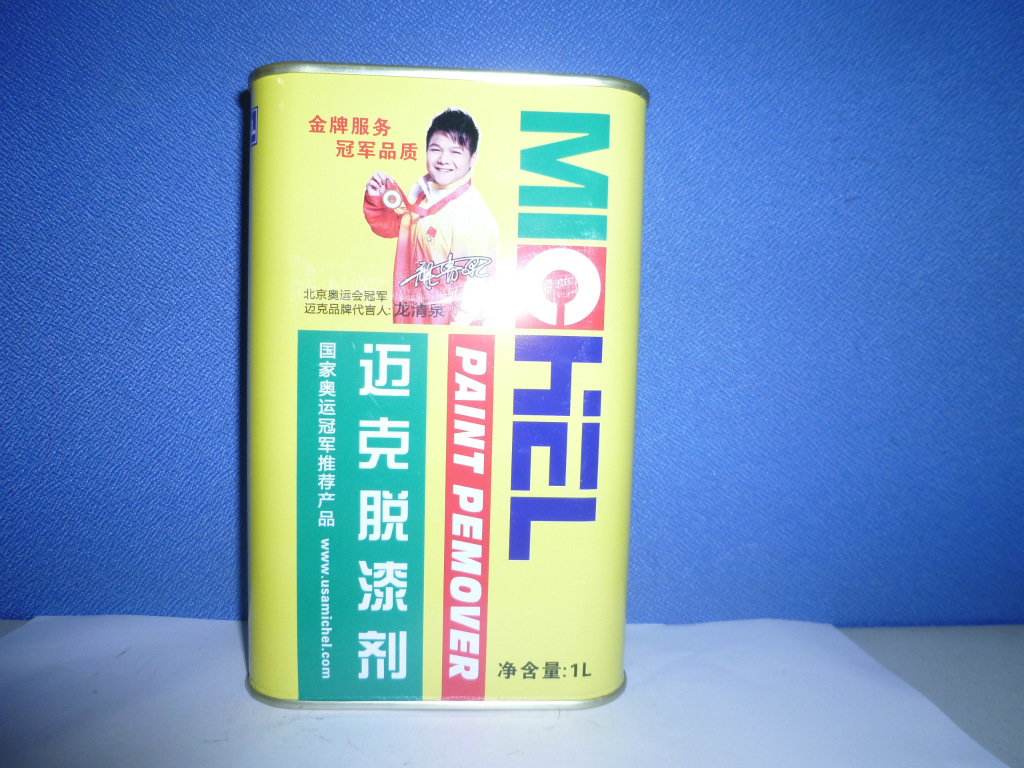 金牌服务
冠军品质
北京奥运会冠军
迈克品牌代言人:龙清泉
MICHEL
PAINT PEMOVER
迈克脱漆剂
国家奥运冠军推荐产品 www.usamichel.com
净含量:1L